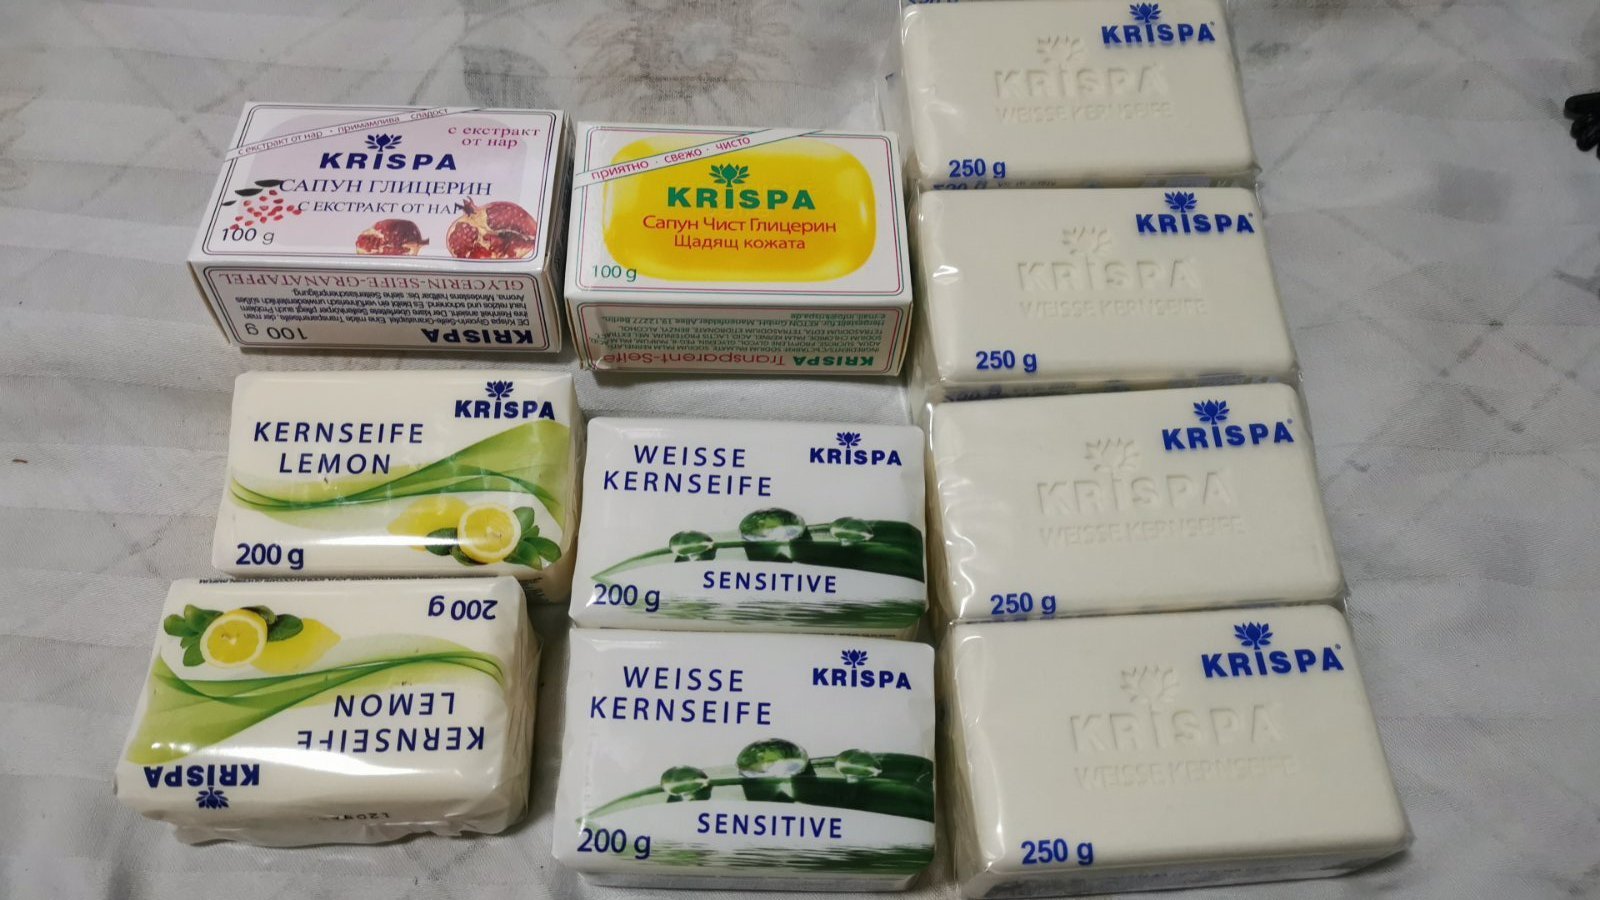 с екстракт от нар · примамлива сладост
с екстракт
от нар
KRISPA
САПУН ГЛИЦЕРИН
С ЕКСТРАКТ ОТ НАР
100 g
GLYCERIN-SEIFE-GRANATAPFEL
100 g
KRISPA
приятно · свежо · чисто
KRISPA
Сапун Чист Глицерин
Щадящ кожата
100 g
KRISPA Transparent-Seife
KRISPA
KERNSEIFE
LEMON
200 g
200 g
KERNSEIFE
LEMON
KRISPA
WEISSE
KERNSEIFE
KRISPA
SENSITIVE
200 g
WEISSE
KERNSEIFE
KRISPA
SENSITIVE
200 g
KRISPA
KRISPA
WEISSE KERNSEIFE
250 g
KRISPA
KRISPA
WEISSE KERNSEIFE
250 g
KRISPA
KRISPA
WEISSE KERNSEIFE
250 g
KRISPA
KRISPA
WEISSE KERNSEIFE
250 g